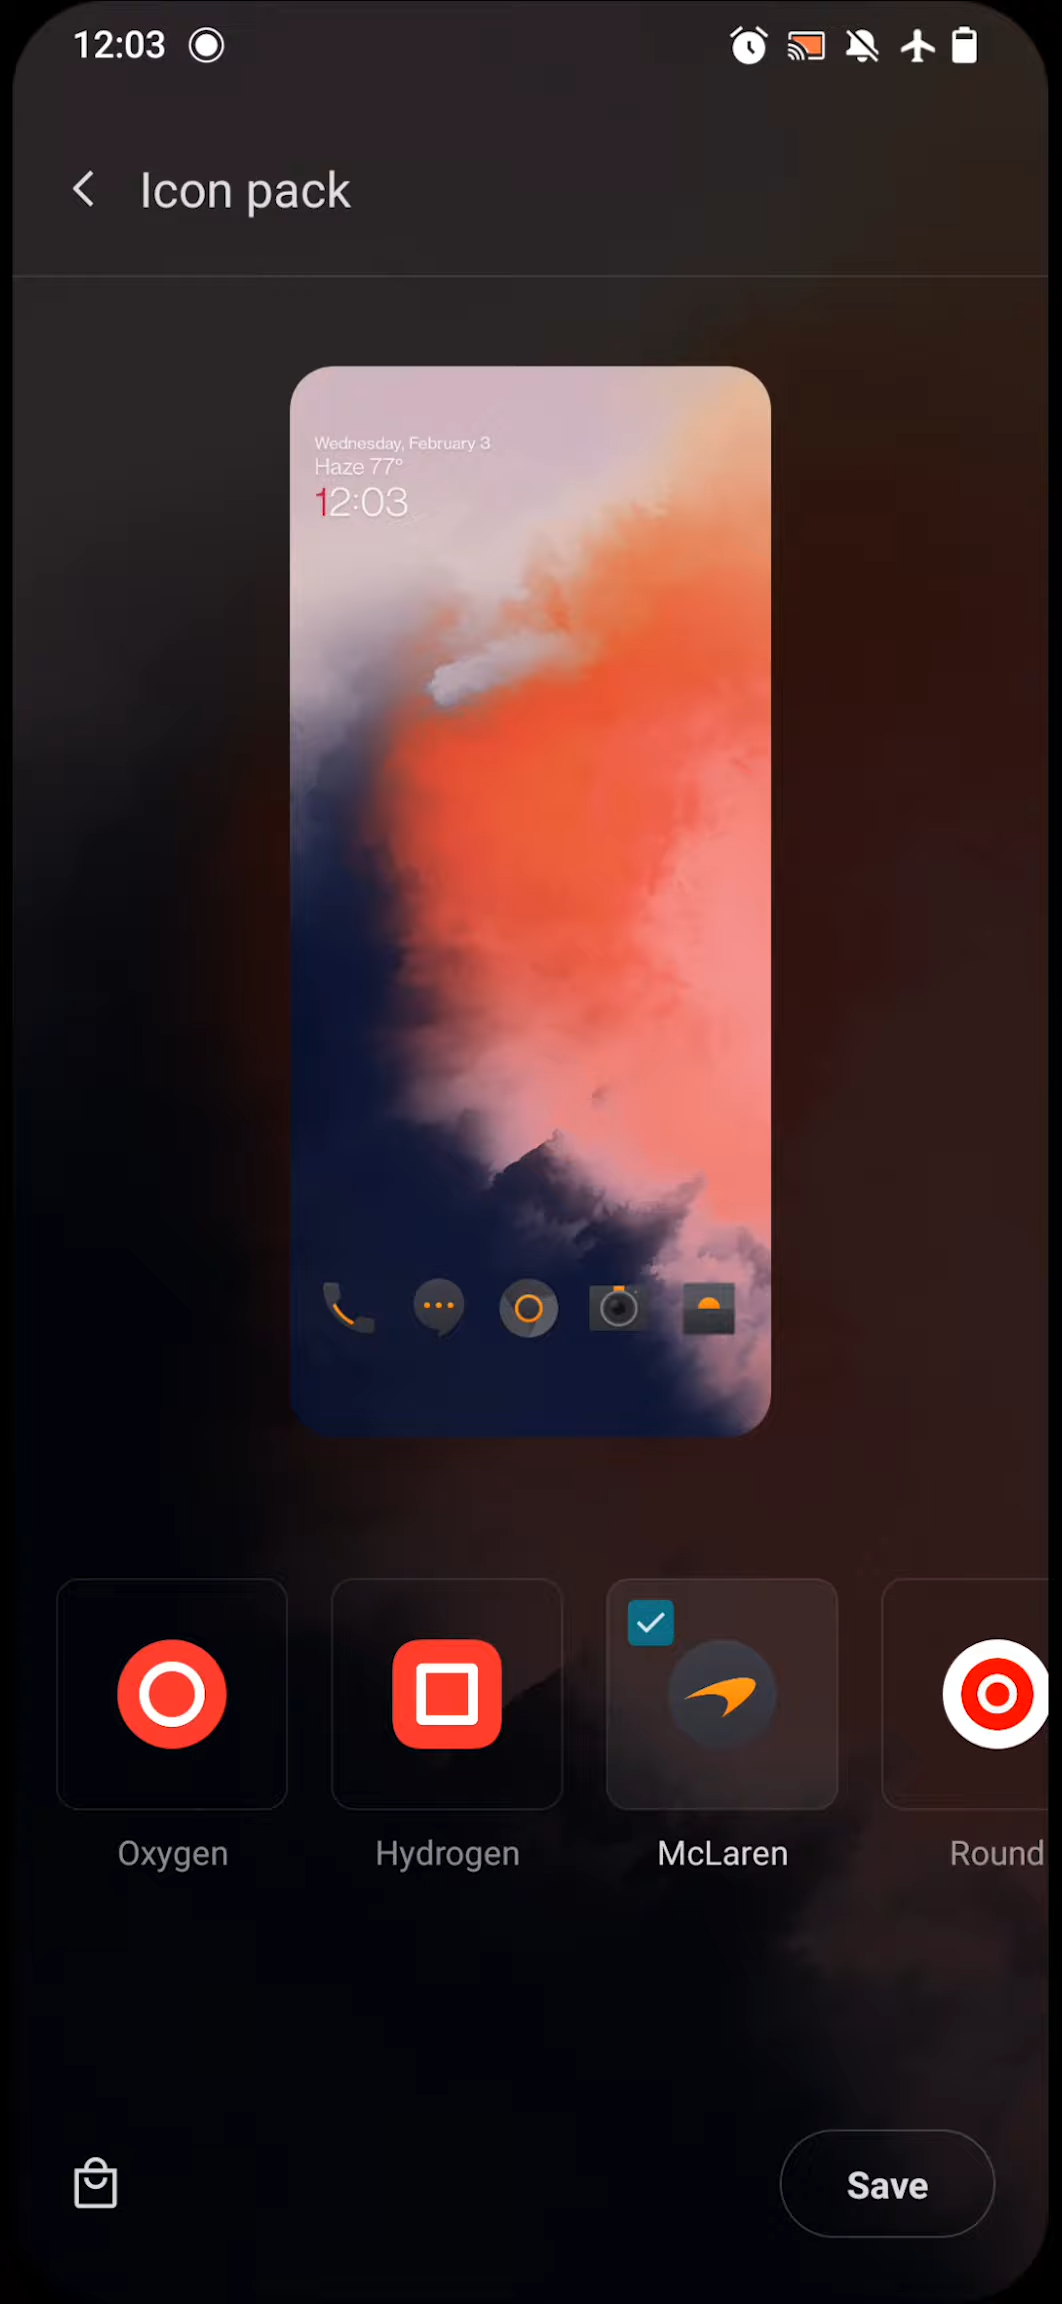 12:03
Icon pack
Wednesday, February 3
Haze 77°
12:03
Oxygen
Hydrogen
McLaren
Round
Save